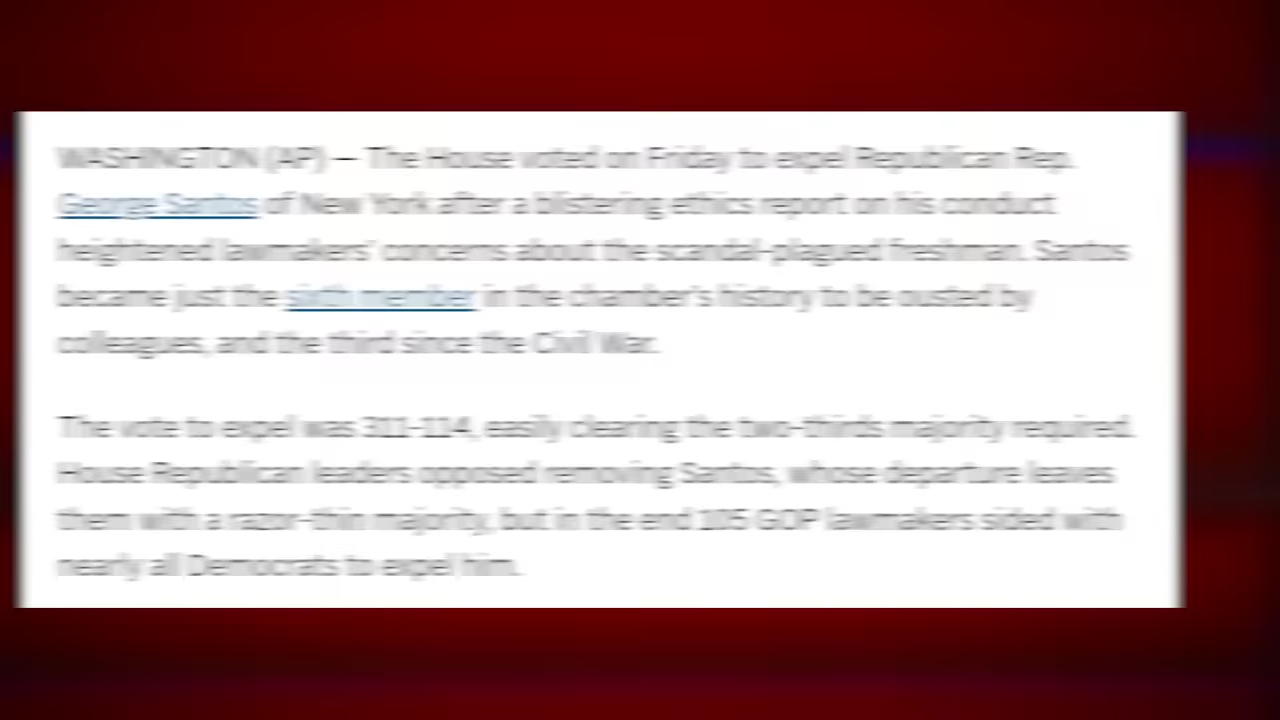 WASHINGTON (AP) — The House voted on Friday to expel Republican Rep.
George Santos of New York after a blistering ethics report on his conduct
heightened lawmakers' concerns about the scandal-plagued freshman. Santos
became just the sixth member in the chamber's history to be ousted by
colleagues, and the third since the Civil War.
The vote to expel was 311-114, easily clearing the two-thirds majority required.
House Republican leaders opposed removing Santos, whose departure leaves
them with a razor-thin majority, but in the end 105 GOP lawmakers sided with
nearly all Democrats to expel him.